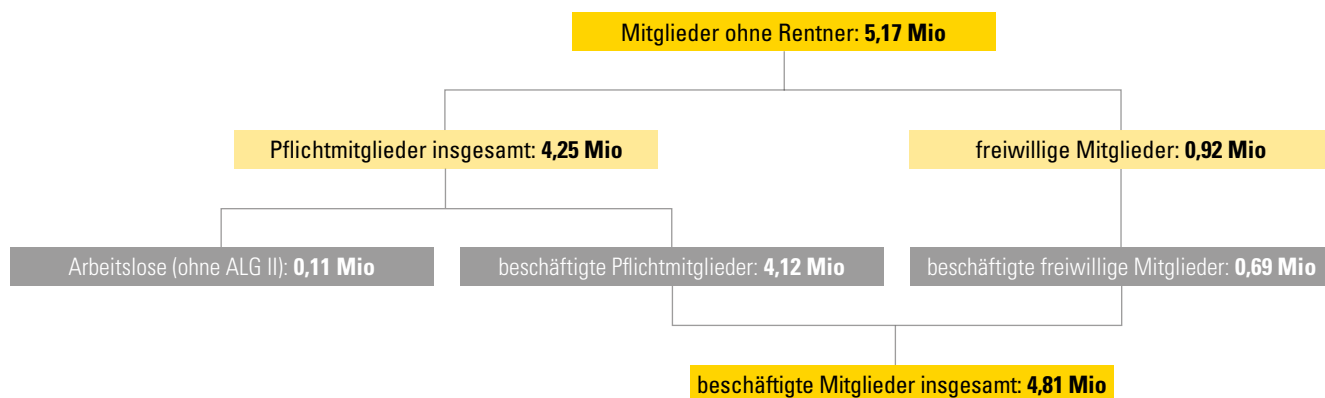 Mitglieder ohne Rentner: 5,17 Mio
Pflichtmitglieder insgesamt: 4,25 Mio
freiwillige Mitglieder: 0,92 Mio
Arbeitslose (ohne ALG II): 0,11 Mio
beschäftigte Pflichtmitglieder: 4,12 Mio
beschäftigte freiwillige Mitglieder: 0,69 Mio
beschäftigte Mitglieder insgesamt: 4,81 Mio